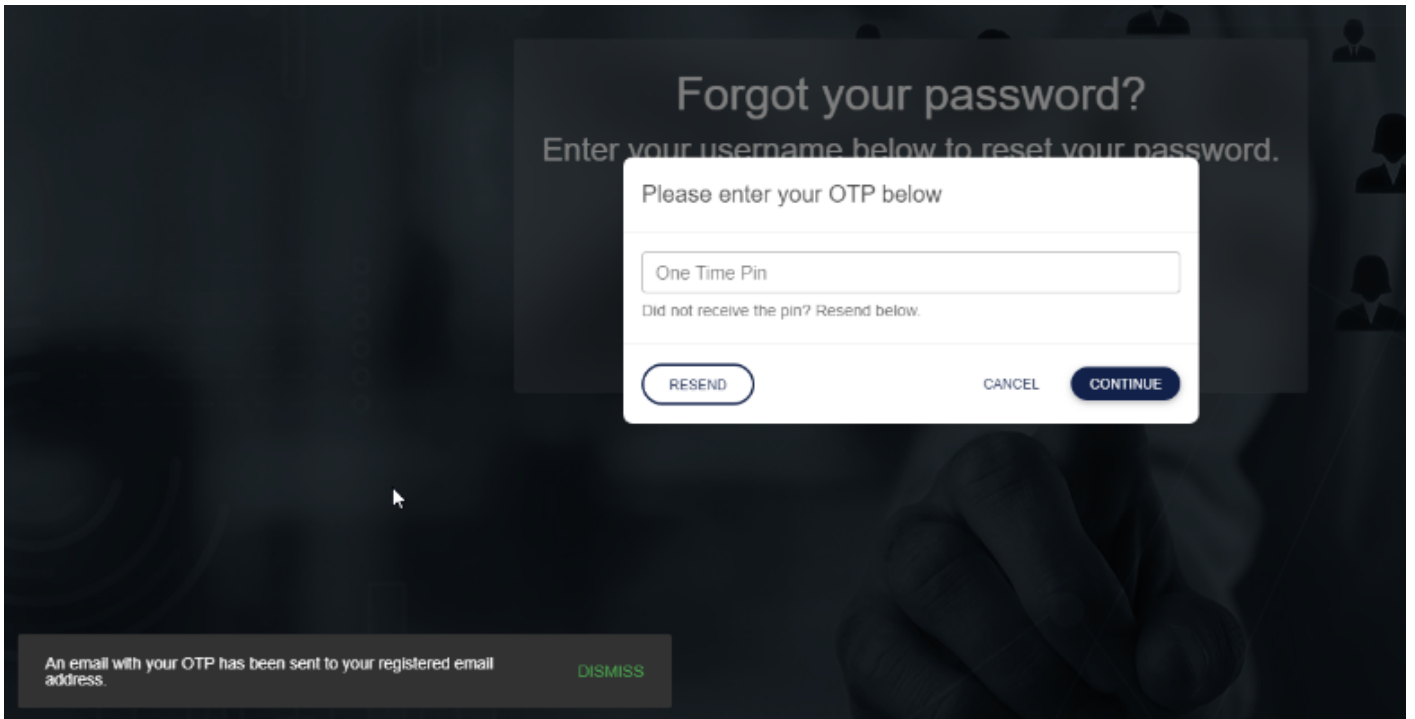 Forgot your password?
Enter your username below to reset your password.
Please enter your OTP below
One Time Pin
Did not receive the pin? Resend below.
RESEND
CANCEL
CONTINUE
An email with your OTP has been sent to your registered email
address.
DISMISS